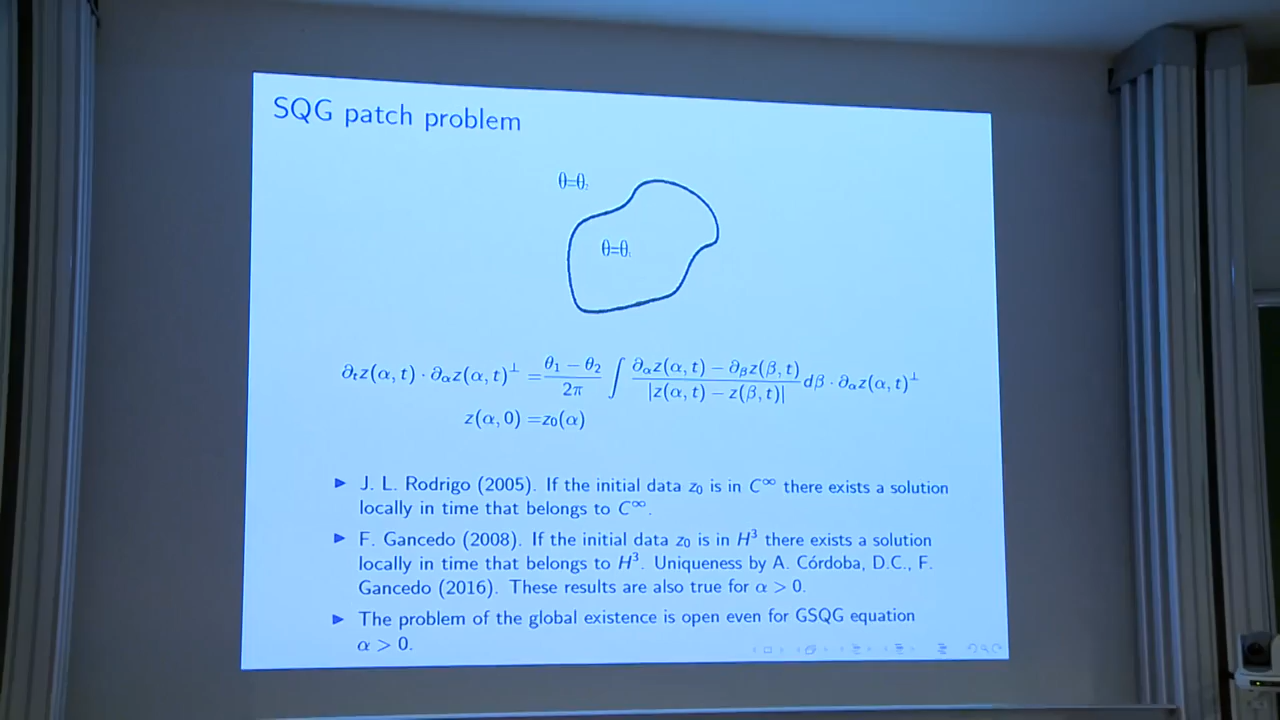 SQG patch problem
θ=θ₂
θ=θ₁
∂ₜz(α, t) · ∂αz(α, t)⊥ = θ₁ − θ₂ / 2π ∫ ∂αz(α, t) − ∂βz(β, t) / |z(α, t) − z(β, t)| dβ · ∂αz(α, t)⊥
z(α, 0) =z₀(α)
▶ J. L. Rodrigo (2005). If the initial data z₀ is in C∞ there exists a solution
locally in time that belongs to C∞.
▶ F. Gancedo (2008). If the initial data z₀ is in H³ there exists a solution
locally in time that belongs to H³. Uniqueness by A. Córdoba, D.C., F.
Gancedo (2016). These results are also true for α > 0.
▶ The problem of the global existence is open even for GSQG equation
α > 0.